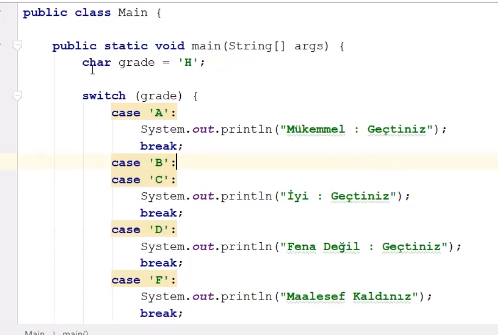 public class Main {
public static void main(String[] args) {
char grade = 'H';
switch (grade) {
case 'A':
System.out.println("Mükemmel : Geçtiniz");
break;
case 'B':
case 'C':
System.out.println("İyi : Geçtiniz");
break;
case 'D':
System.out.println("Fena Değil : Geçtiniz");
break;
case 'F':
System.out.println("Maalesef Kaldınız");
break;
Main › main()